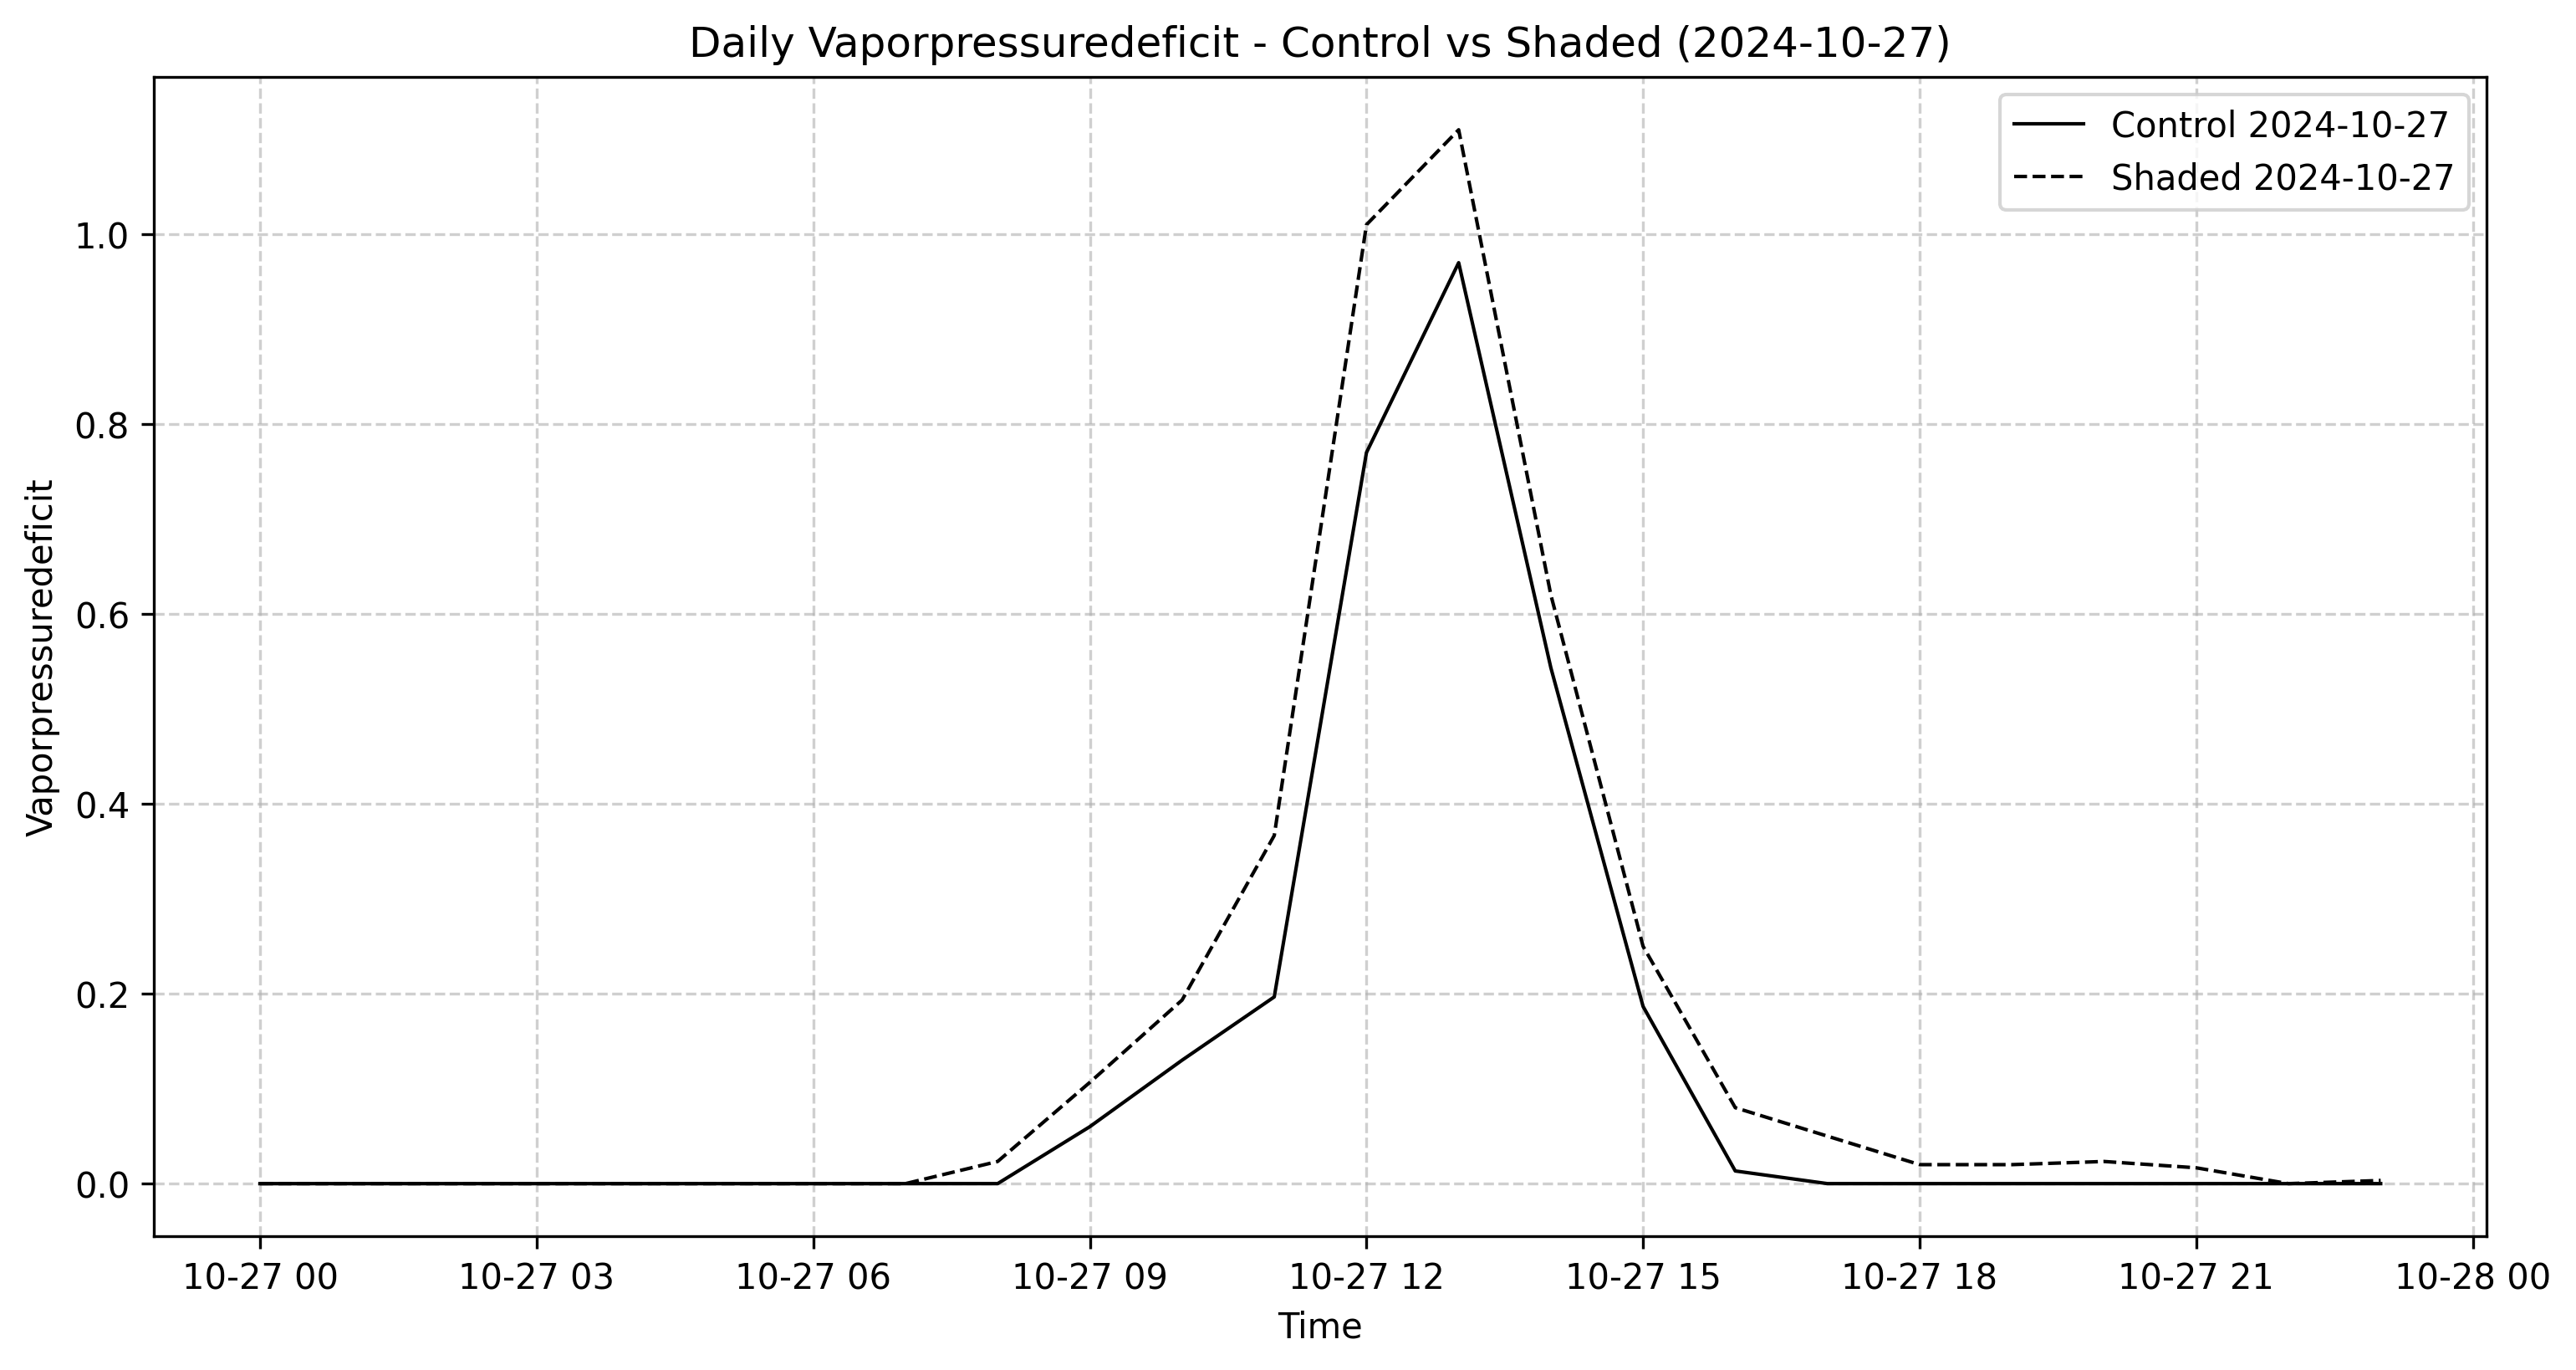 Daily Vaporpressuredeficit - Control vs Shaded (2024-10-27)
Control 2024-10-27
Shaded 2024-10-27
Vaporpressuredeficit
1.0
0.8
0.6
0.4
0.2
0.0
10-27 00 10-27 03 10-27 06 10-27 09 10-27 12 10-27 15 10-27 18 10-27 21 10-28 00
Time